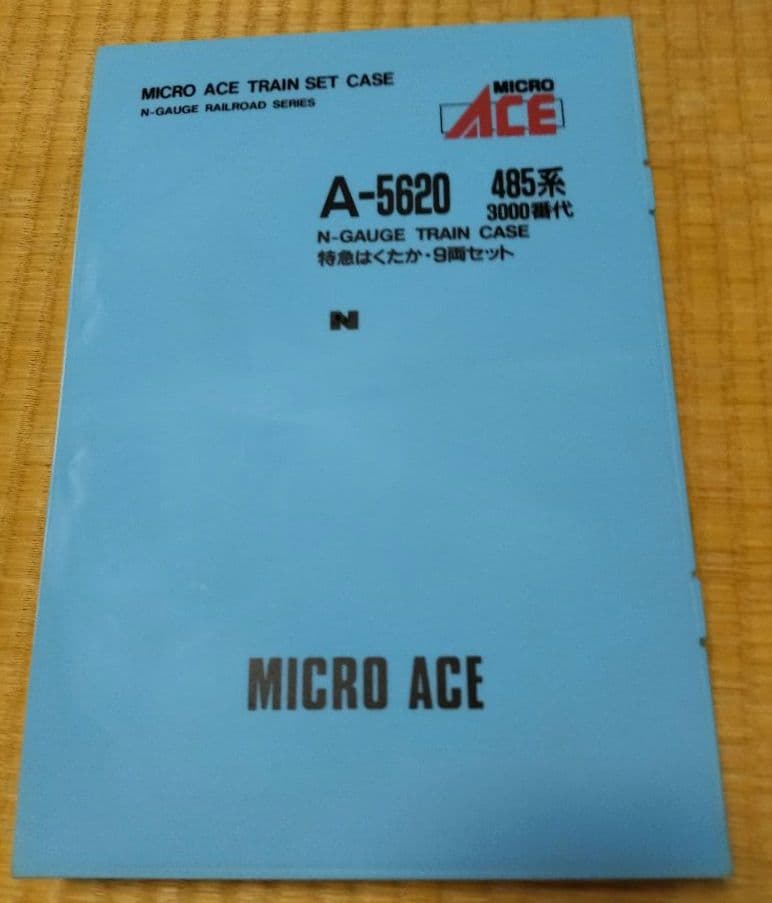 MICRO ACE TRAIN SET CASE
N-GAUGE RAILROAD SERIES
MICRO
ACE
A-5620 485系
3000番代
N-GAUGE TRAIN CASE
特急はくたか・9両セット
N
MICRO ACE